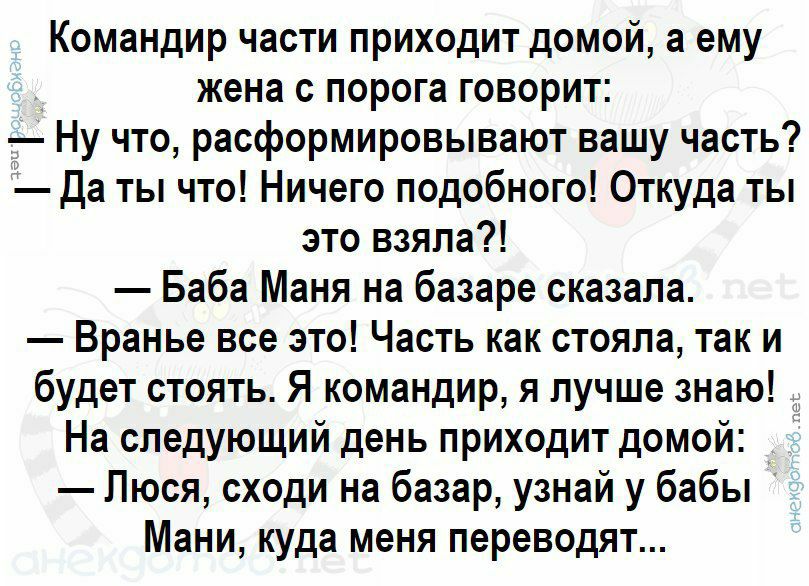 Командир части приходит домой, а ему
жена с порога говорит:
— Ну что, расформировывают вашу часть?
— Да ты что! Ничего подобного! Откуда ты
это взяла?!
— Баба Маня на базаре сказала.
— Вранье все это! Часть как стояла, так и
будет стоять. Я командир, я лучше знаю!
На следующий день приходит домой:
— Люся, сходи на базар, узнай у бабы
Мани, куда меня переводят...
анекдотов.net
анекдотов.net
анекдотов.net
анекдотов.net